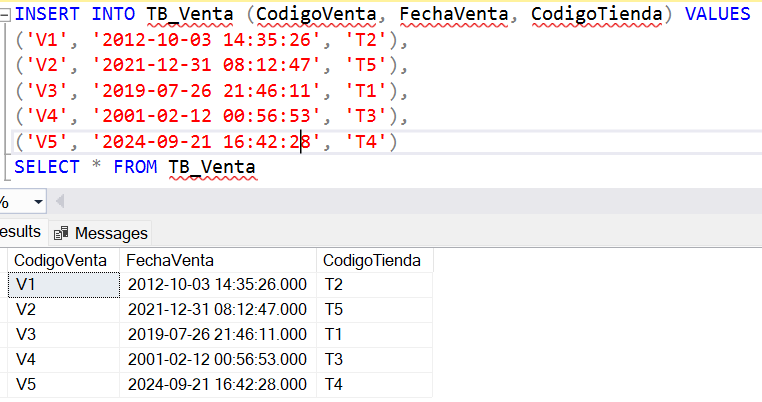 INSERT INTO TB_Venta (CodigoVenta, FechaVenta, CodigoTienda) VALUES
('V1', '2012-10-03 14:35:26', 'T2'),
('V2', '2021-12-31 08:12:47', 'T5'),
('V3', '2019-07-26 21:46:11', 'T1'),
('V4', '2001-02-12 00:56:53', 'T3'),
('V5', '2024-09-21 16:42:28', 'T4')
SELECT * FROM TB_Venta
%
esults Messages
CodigoVenta FechaVenta CodigoTienda
V1 2012-10-03 14:35:26.000 T2
V2 2021-12-31 08:12:47.000 T5
V3 2019-07-26 21:46:11.000 T1
V4 2001-02-12 00:56:53.000 T3
V5 2024-09-21 16:42:28.000 T4